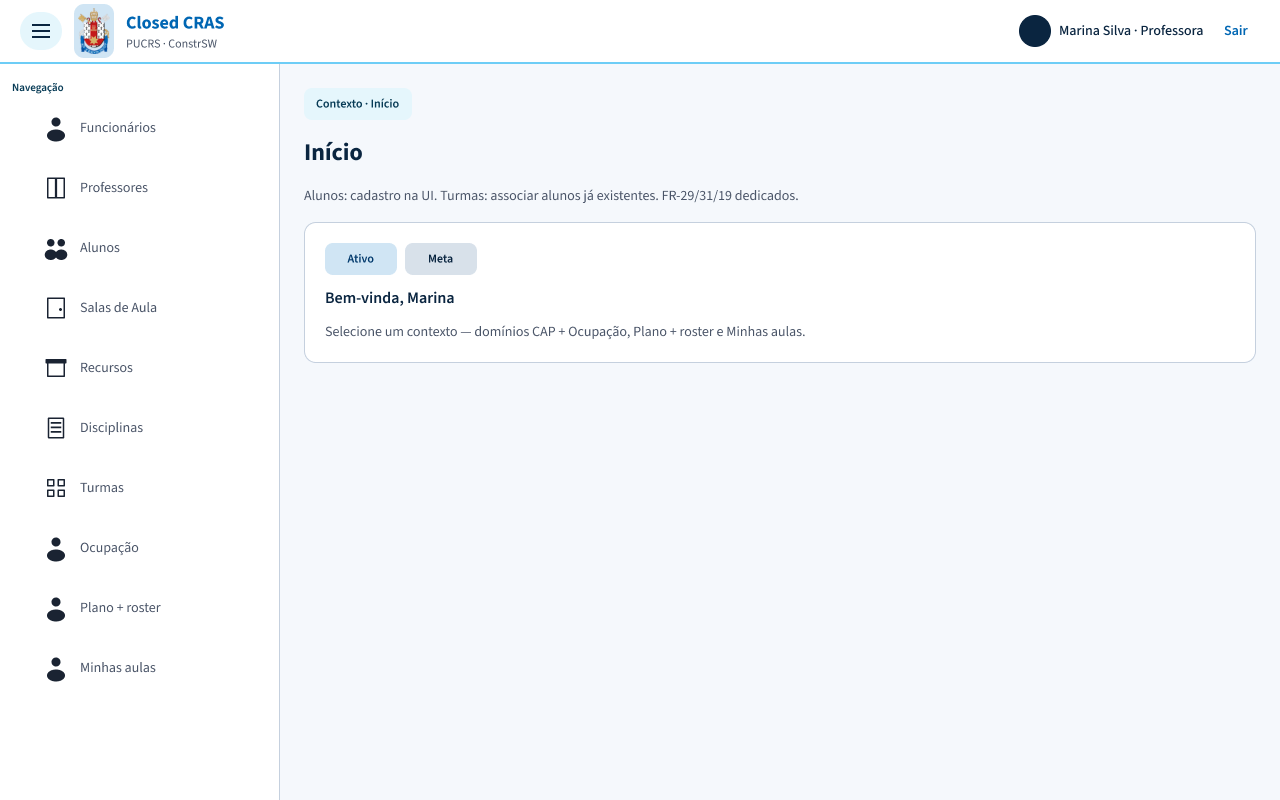 Closed CRAS
PUCRS · ConstrSW
Marina Silva · Professora
Sair
Navegação
Funcionários
Professores
Alunos
Salas de Aula
Recursos
Disciplinas
Turmas
Ocupação
Plano + roster
Minhas aulas
Contexto · Início
Início
Alunos: cadastro na UI. Turmas: associar alunos já existentes. FR-29/31/19 dedicados.
Ativo
Meta
Bem-vinda, Marina
Selecione um contexto — domínios CAP + Ocupação, Plano + roster e Minhas aulas.